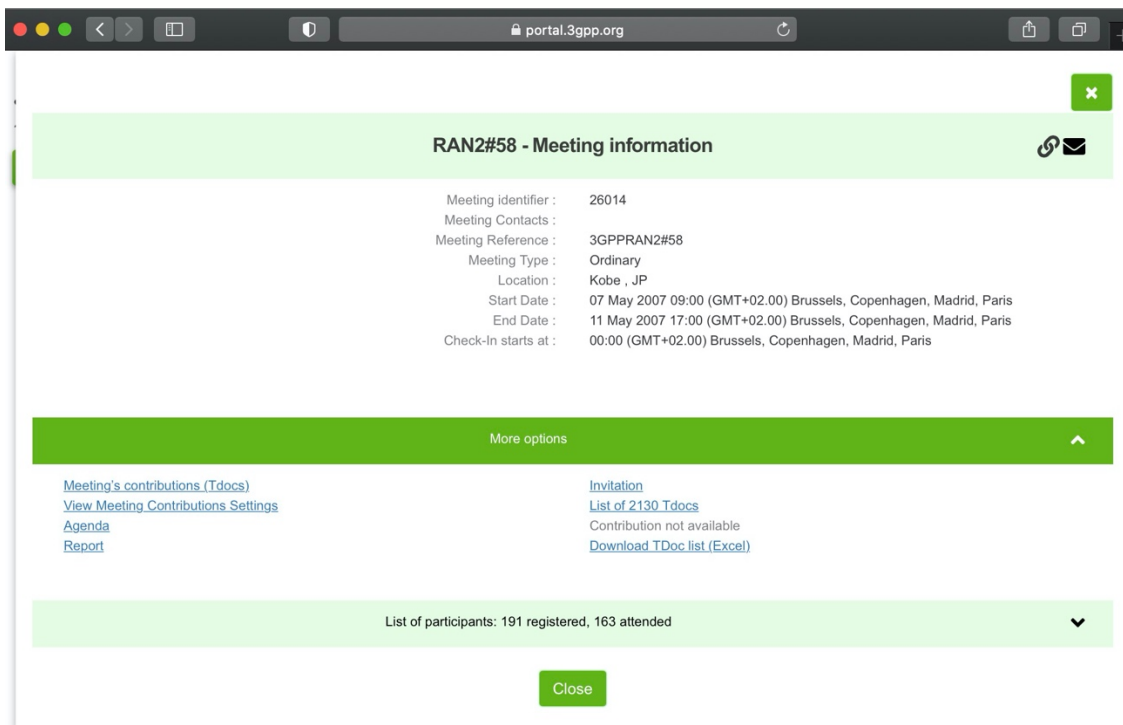 portal.3gpp.org
RAN2#58 - Meeting information
Meeting identifier : 26014
Meeting Contacts :
Meeting Reference : 3GPPRAN2#58
Meeting Type : Ordinary
Location : Kobe , JP
Start Date : 07 May 2007 09:00 (GMT+02.00) Brussels, Copenhagen, Madrid, Paris
End Date : 11 May 2007 17:00 (GMT+02.00) Brussels, Copenhagen, Madrid, Paris
Check-In starts at : 00:00 (GMT+02.00) Brussels, Copenhagen, Madrid, Paris
More options
Meeting's contributions (Tdocs) Invitation
View Meeting Contributions Settings List of 2130 Tdocs
Agenda Contribution not available
Report Download TDoc list (Excel)
List of participants: 191 registered, 163 attended
Close